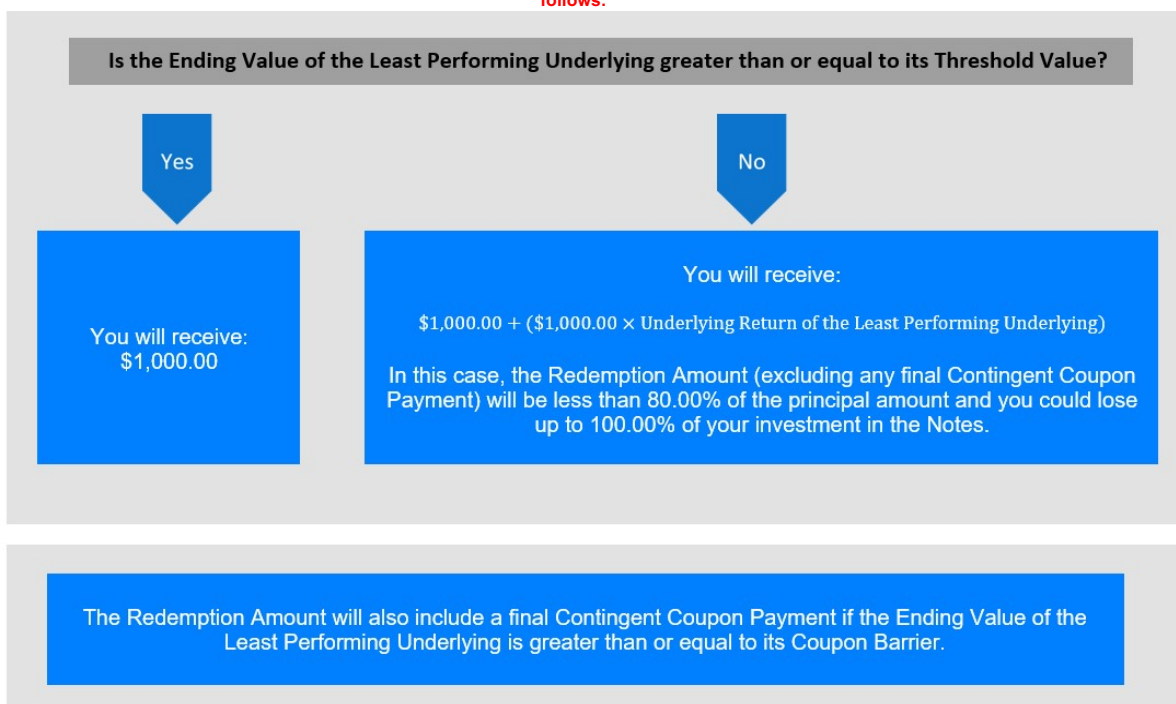 follows:
Is the Ending Value of the Least Performing Underlying greater than or equal to its Threshold Value?
Yes
No
You will receive:
$1,000.00
You will receive:
$1,000.00 + ($1,000.00 × Underlying Return of the Least Performing Underlying)
In this case, the Redemption Amount (excluding any final Contingent Coupon
Payment) will be less than 80.00% of the principal amount and you could lose
up to 100.00% of your investment in the Notes.
The Redemption Amount will also include a final Contingent Coupon Payment if the Ending Value of the
Least Performing Underlying is greater than or equal to its Coupon Barrier.